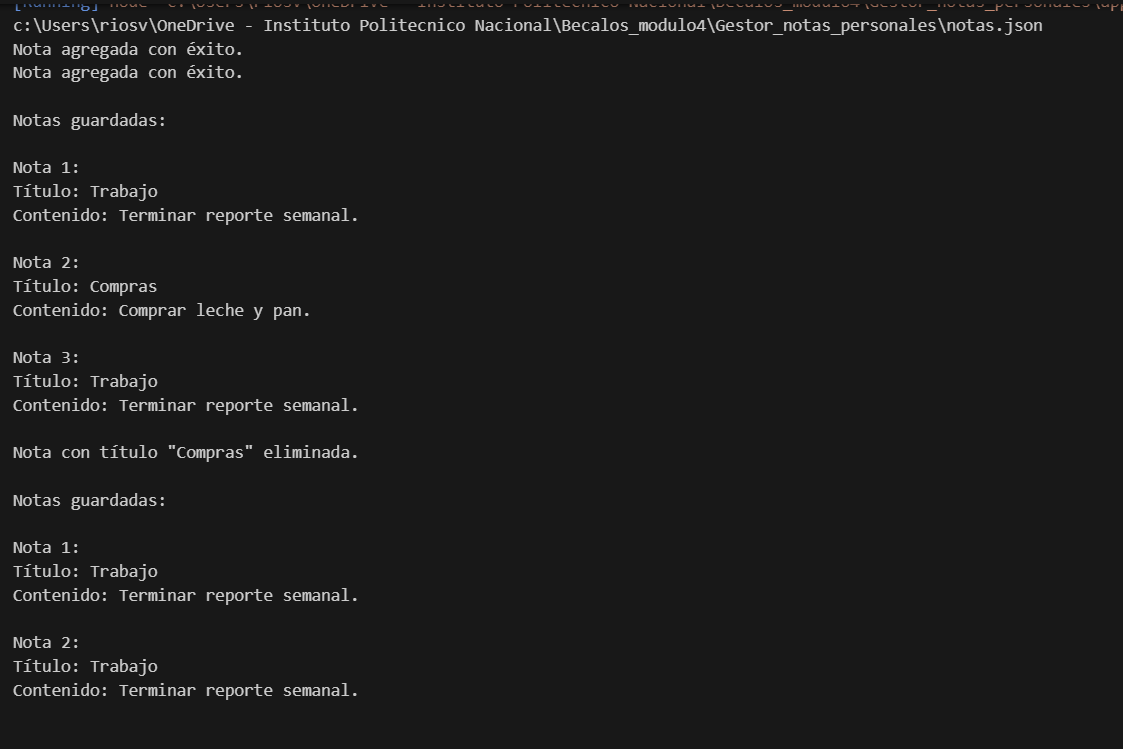 [Running] node "c:\Users\riosv\OneDrive - Instituto Politecnico Nacional\Becalos_modulo4\Gestor_notas_personales\app
c:\Users\riosv\OneDrive - Instituto Politecnico Nacional\Becalos_modulo4\Gestor_notas_personales\notas.json
Nota agregada con éxito.
Nota agregada con éxito.
Notas guardadas:
Nota 1:
Título: Trabajo
Contenido: Terminar reporte semanal.
Nota 2:
Título: Compras
Contenido: Comprar leche y pan.
Nota 3:
Título: Trabajo
Contenido: Terminar reporte semanal.
Nota con título "Compras" eliminada.
Notas guardadas:
Nota 1:
Título: Trabajo
Contenido: Terminar reporte semanal.
Nota 2:
Título: Trabajo
Contenido: Terminar reporte semanal.